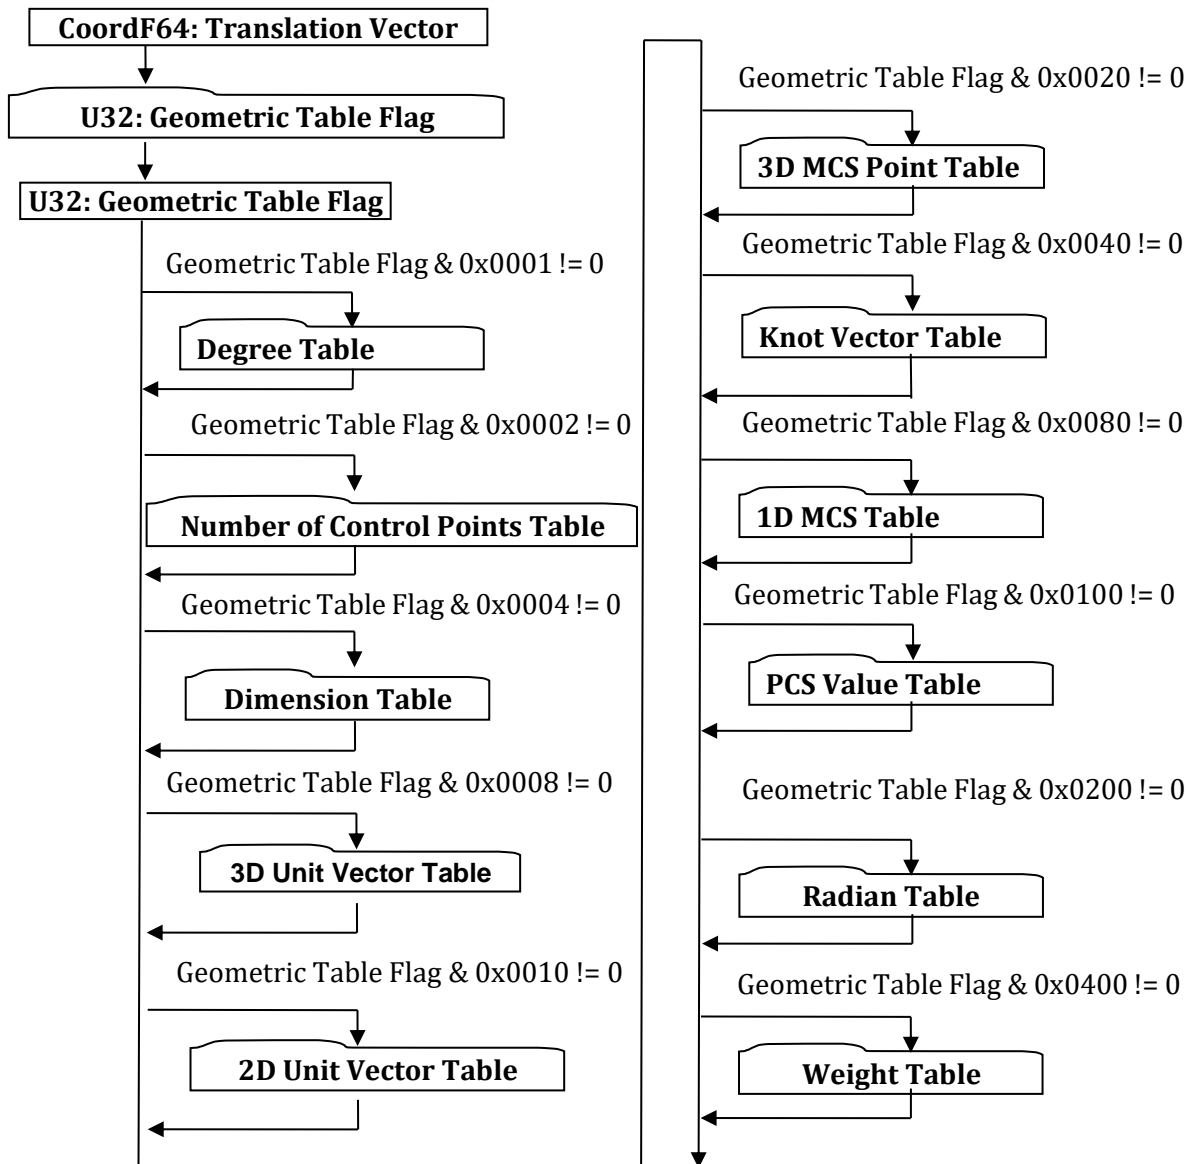 CoordF64: Translation Vector
U32: Geometric Table Flag
U32: Geometric Table Flag
Geometric Table Flag & 0x0001 != 0
Degree Table
Geometric Table Flag & 0x0002 != 0
Number of Control Points Table
Geometric Table Flag & 0x0004 != 0
Dimension Table
Geometric Table Flag & 0x0008 != 0
3D Unit Vector Table
Geometric Table Flag & 0x0010 != 0
2D Unit Vector Table
Geometric Table Flag & 0x0020 != 0
3D MCS Point Table
Geometric Table Flag & 0x0040 != 0
Knot Vector Table
Geometric Table Flag & 0x0080 != 0
1D MCS Table
Geometric Table Flag & 0x0100 != 0
PCS Value Table
Geometric Table Flag & 0x0200 != 0
Radian Table
Geometric Table Flag & 0x0400 != 0
Weight Table